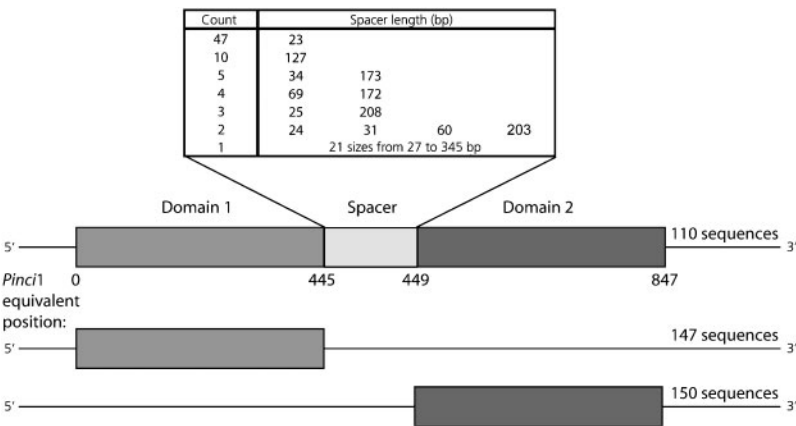 Count Spacer length (bp)
47 23
10 127
5 34 173
4 69 172
3 25 208
2 24 31 60 203
1 21 sizes from 27 to 345 bp
Domain 1 Spacer Domain 2
5′ 110 sequences 3′
Pinci1 0 445 449 847
equivalent
position:
5′ 147 sequences 3′
5′ 150 sequences 3′